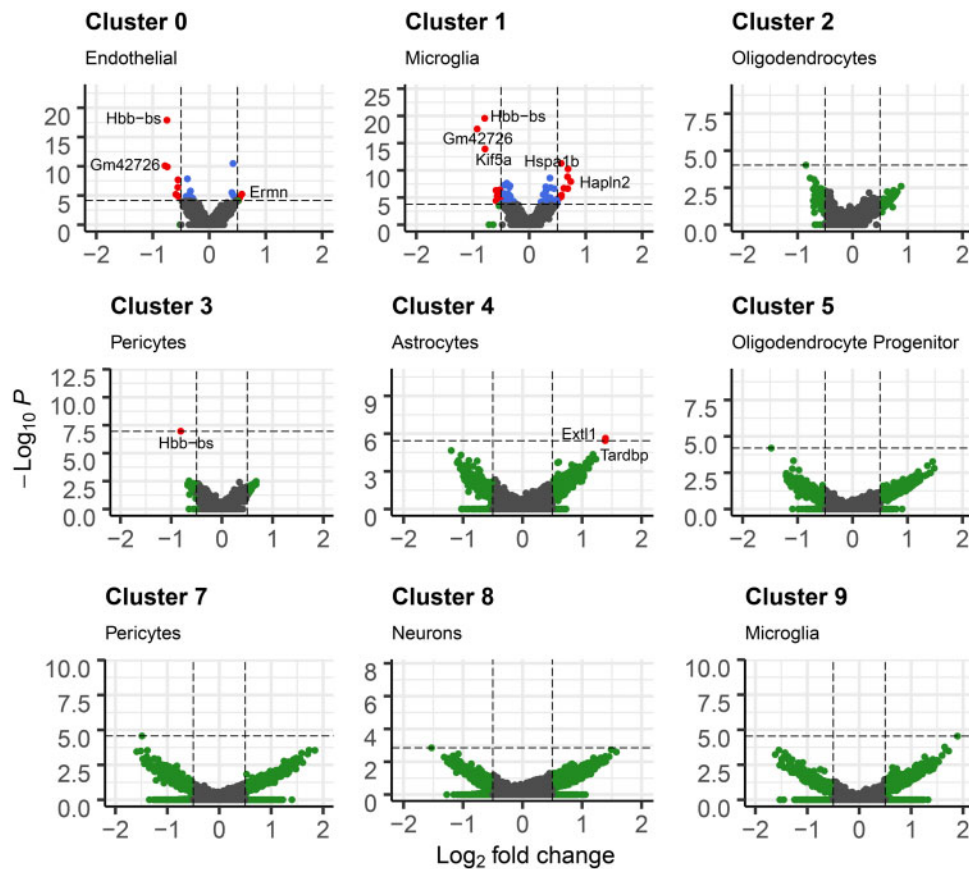 Cluster 0
Endothelial
20
15
10
5
0
Hbb-bs
Gm42726
Ermn
−2 −1 0 1 2
Cluster 1
Microglia
25
20
15
10
5
0
Hbb-bs
Gm42726
Kif5a
Hspa1b
Hapln2
−2 −1 0 1 2
Cluster 2
Oligodendrocytes
7.5
5.0
2.5
0.0
−2 −1 0 1 2
Cluster 3
Pericytes
12.5
10.0
7.5
5.0
2.5
0.0
Hbb-bs
−2 −1 0 1 2
Cluster 4
Astrocytes
9
6
3
0
Extl1
Tardbp
−2 −1 0 1 2
Cluster 5
Oligodendrocyte Progenitor
7.5
5.0
2.5
0.0
−2 −1 0 1 2
−Log10 P
Cluster 7
Pericytes
10.0
7.5
5.0
2.5
0.0
−2 −1 0 1 2
Cluster 8
Neurons
8
6
4
2
0
−2 −1 0 1 2
Cluster 9
Microglia
10.0
7.5
5.0
2.5
0.0
−2 −1 0 1 2
Log2 fold change